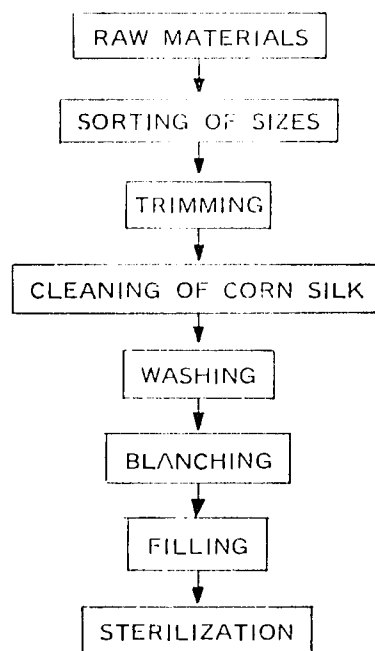 RAW MATERIALS
SORTING OF SIZES
TRIMMING
CLEANING OF CORN SILK
WASHING
BLANCHING
FILLING
STERILIZATION